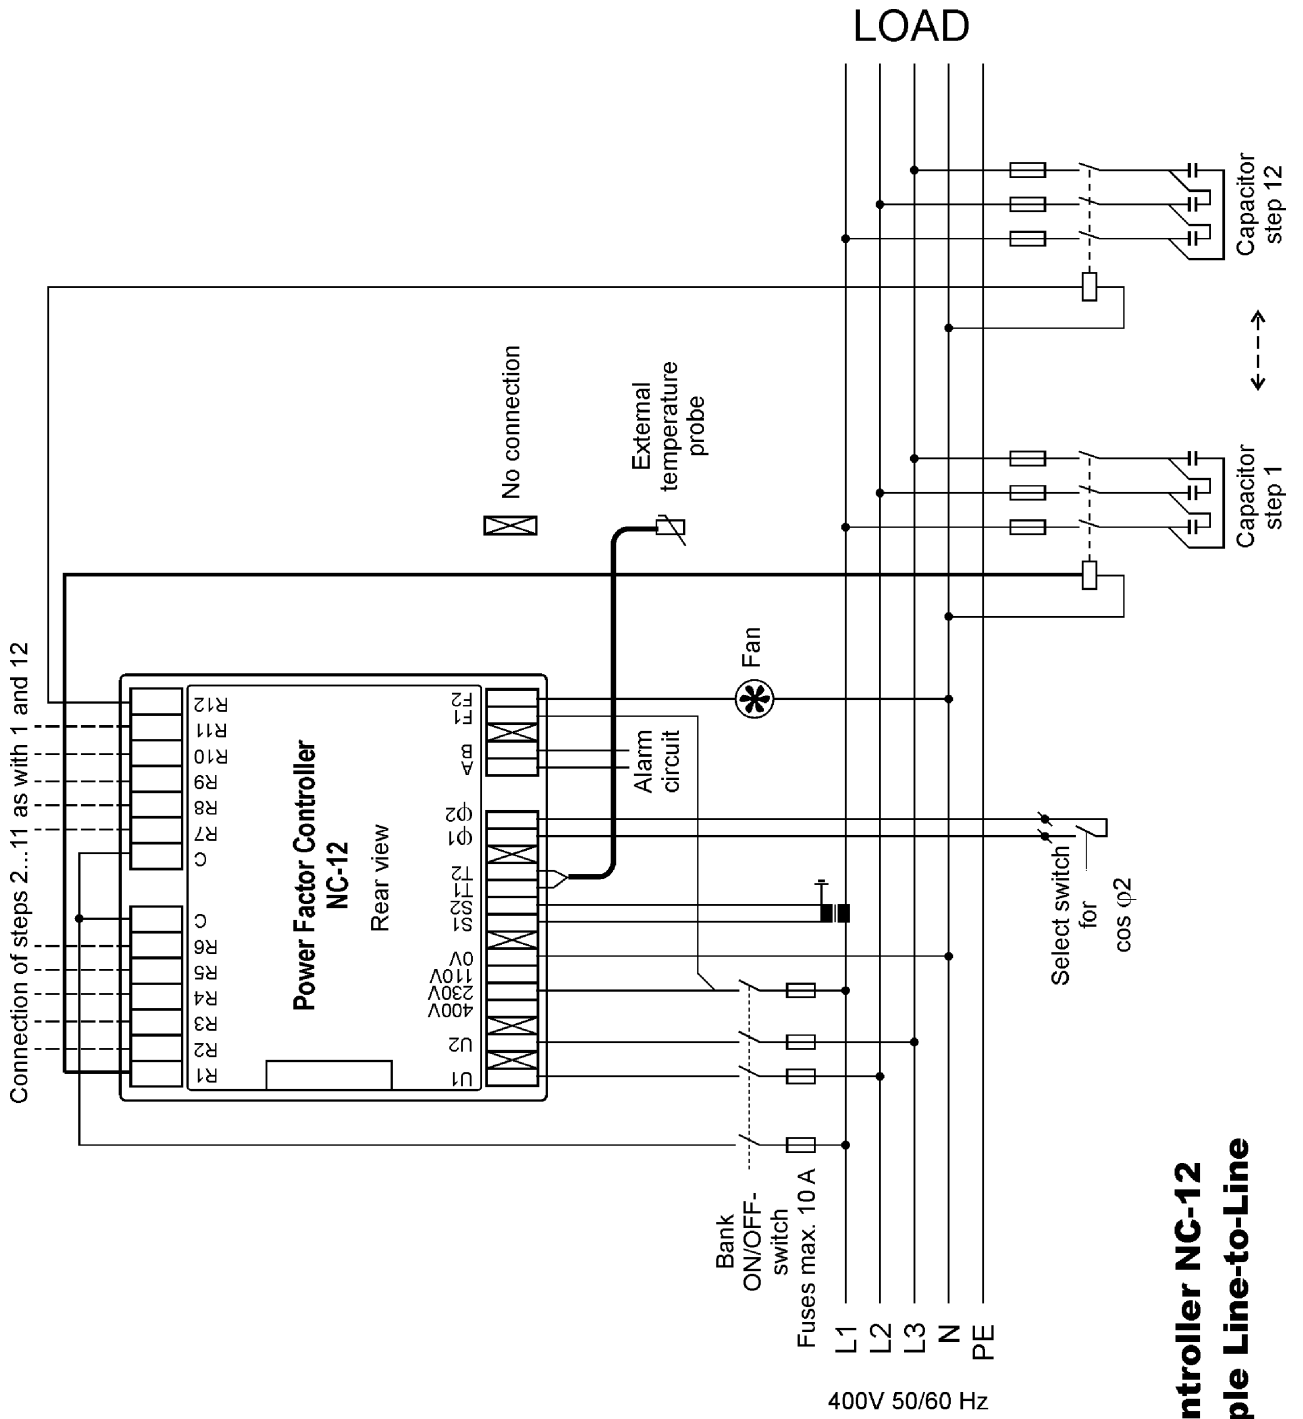 LOAD
Connection of steps 2...11 as with 1 and 12
R12
R11
R10
R9
R8
R7
C
C
R6
R5
R4
R3
R2
R1
Power Factor Controller
NC-12
Rear view
F2
F1
B
A
φ2
φ1
T2
T1
S2
S1
0V
110V
230V
400V
U2
U1
No connection
External
temperature
probe
Fan
Alarm
circuit
Capacitor
step 12
Capacitor
step 1
Select switch
for
cos φ2
Bank
ON/OFF-
switch
Fuses max. 10 A
L1
L2
L3
N
PE
400V 50/60 Hz
ntroller NC-12
ple Line-to-Line